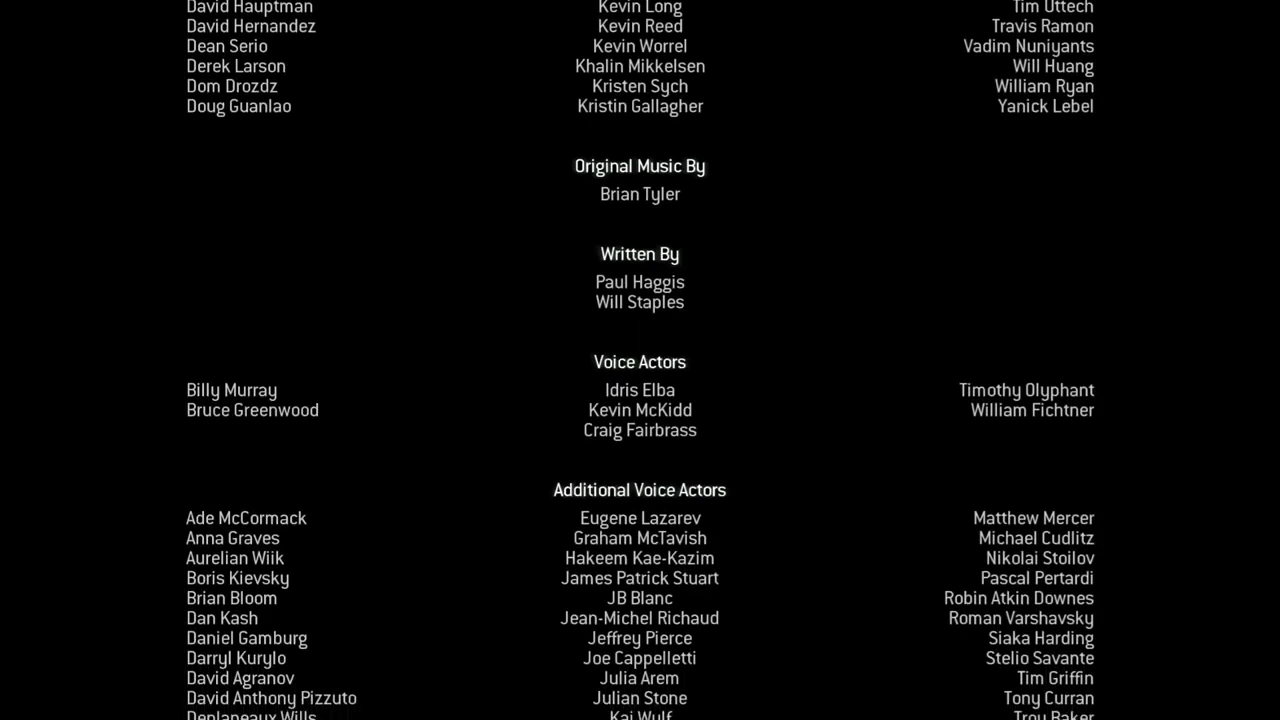 David Hauptman Kevin Long Tim Uttech
David Hernandez Kevin Reed Travis Ramon
Dean Serio Kevin Worrel Vadim Nuniyants
Derek Larson Khalin Mikkelsen Will Huang
Dom Drozdz Kristen Sych William Ryan
Doug Guanlao Kristin Gallagher Yanick Lebel
Original Music By
Brian Tyler
Written By
Paul Haggis
Will Staples
Voice Actors
Billy Murray Idris Elba Timothy Olyphant
Bruce Greenwood Kevin McKidd William Fichtner
Craig Fairbrass
Additional Voice Actors
Ade McCormack Eugene Lazarev Matthew Mercer
Anna Graves Graham McTavish Michael Cudlitz
Aurelian Wiik Hakeem Kae-Kazim Nikolai Stoilov
Boris Kievsky James Patrick Stuart Pascal Pertardi
Brian Bloom JB Blanc Robin Atkin Downes
Dan Kash Jean-Michel Richaud Roman Varshavsky
Daniel Gamburg Jeffrey Pierce Siaka Harding
Darryl Kurylo Joe Cappelletti Stelio Savante
David Agranov Julia Arem Tim Griffin
David Anthony Pizzuto Julian Stone Tony Curran
Deplaneaux Wills Kai Wulf Troy Baker